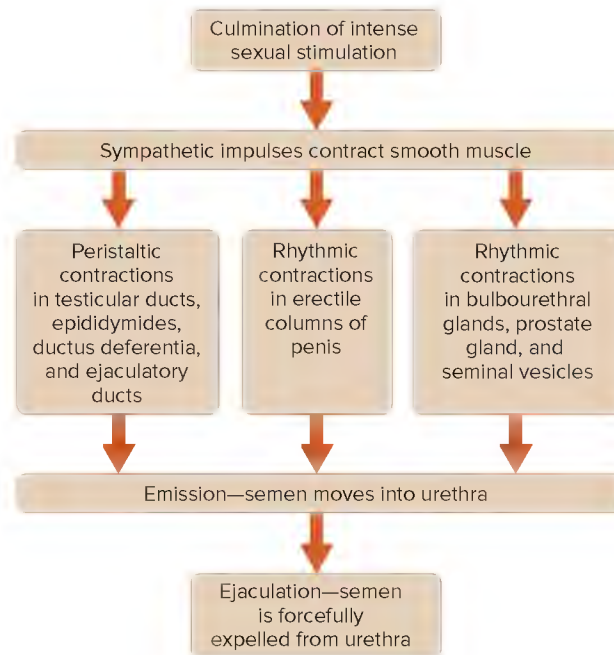 Culmination of intense
sexual stimulation
Sympathetic impulses contract smooth muscle
Peristaltic
contractions
in testicular ducts,
epididymides,
ductus deferentia,
and ejaculatory
ducts
Rhythmic
contractions
in erectile
columns of
penis
Rhythmic
contractions
in bulbourethral
glands, prostate
gland, and
seminal vesicles
Emission—semen moves into urethra
Ejaculation—semen
is forcefully
expelled from urethra